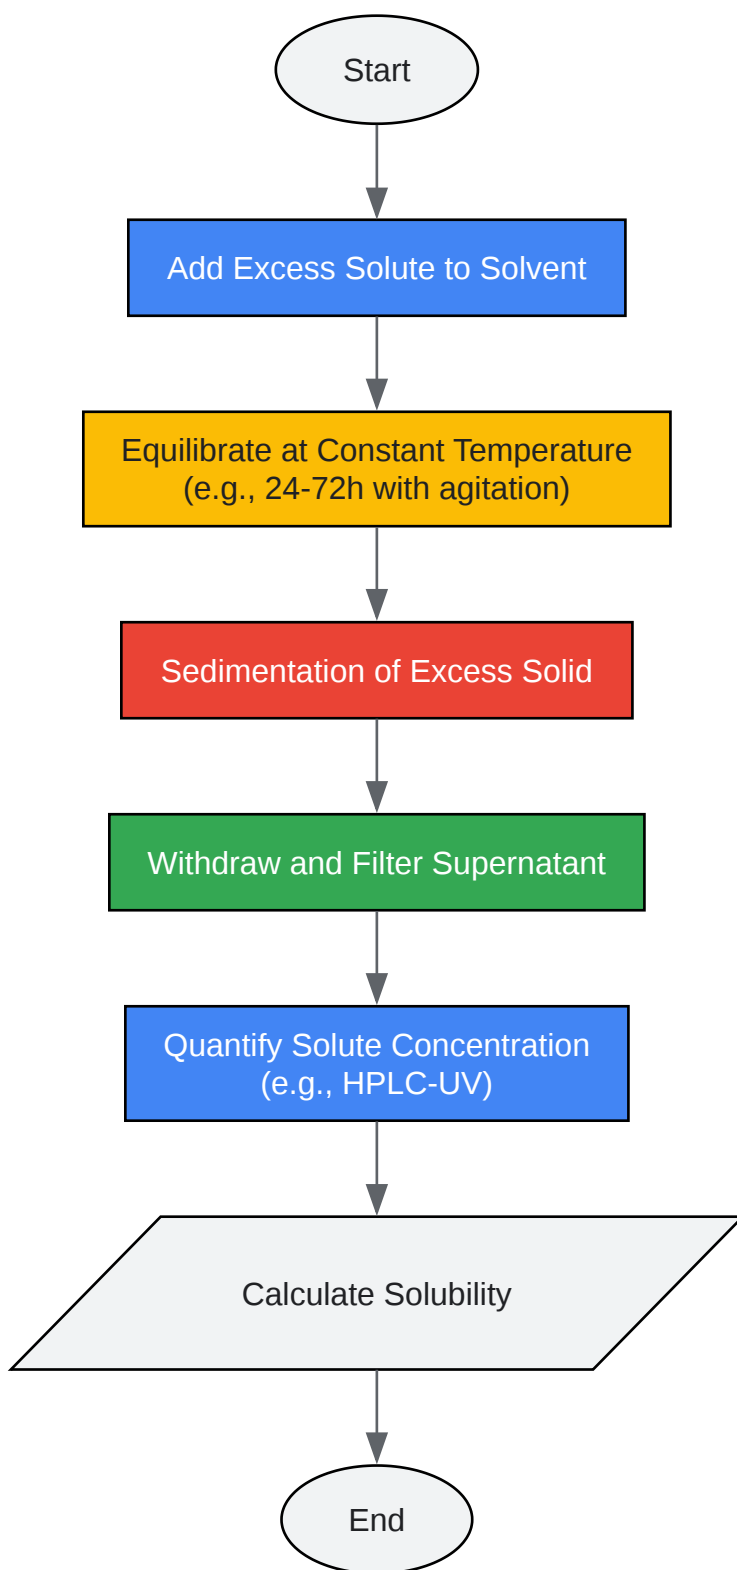 Start
Add Excess Solute to Solvent
Equilibrate at Constant Temperature
(e.g., 24-72h with agitation)
Sedimentation of Excess Solid
Withdraw and Filter Supernatant
Quantify Solute Concentration
(e.g., HPLC-UV)
Calculate Solubility
End